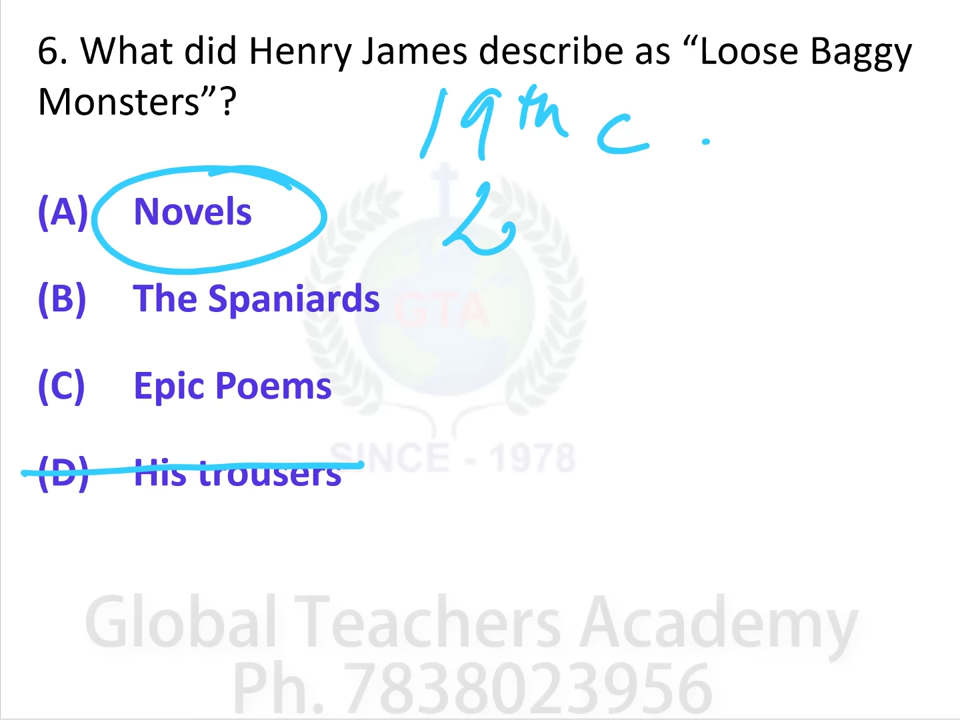 6. What did Henry James describe as “Loose Baggy
Monsters”?
19th c.
(A) Novels
(B) The Spaniards
GTA
(C) Epic Poems
SINCE - 1978
(D) His trousers
Global Teachers Academy
Ph. 7838023956